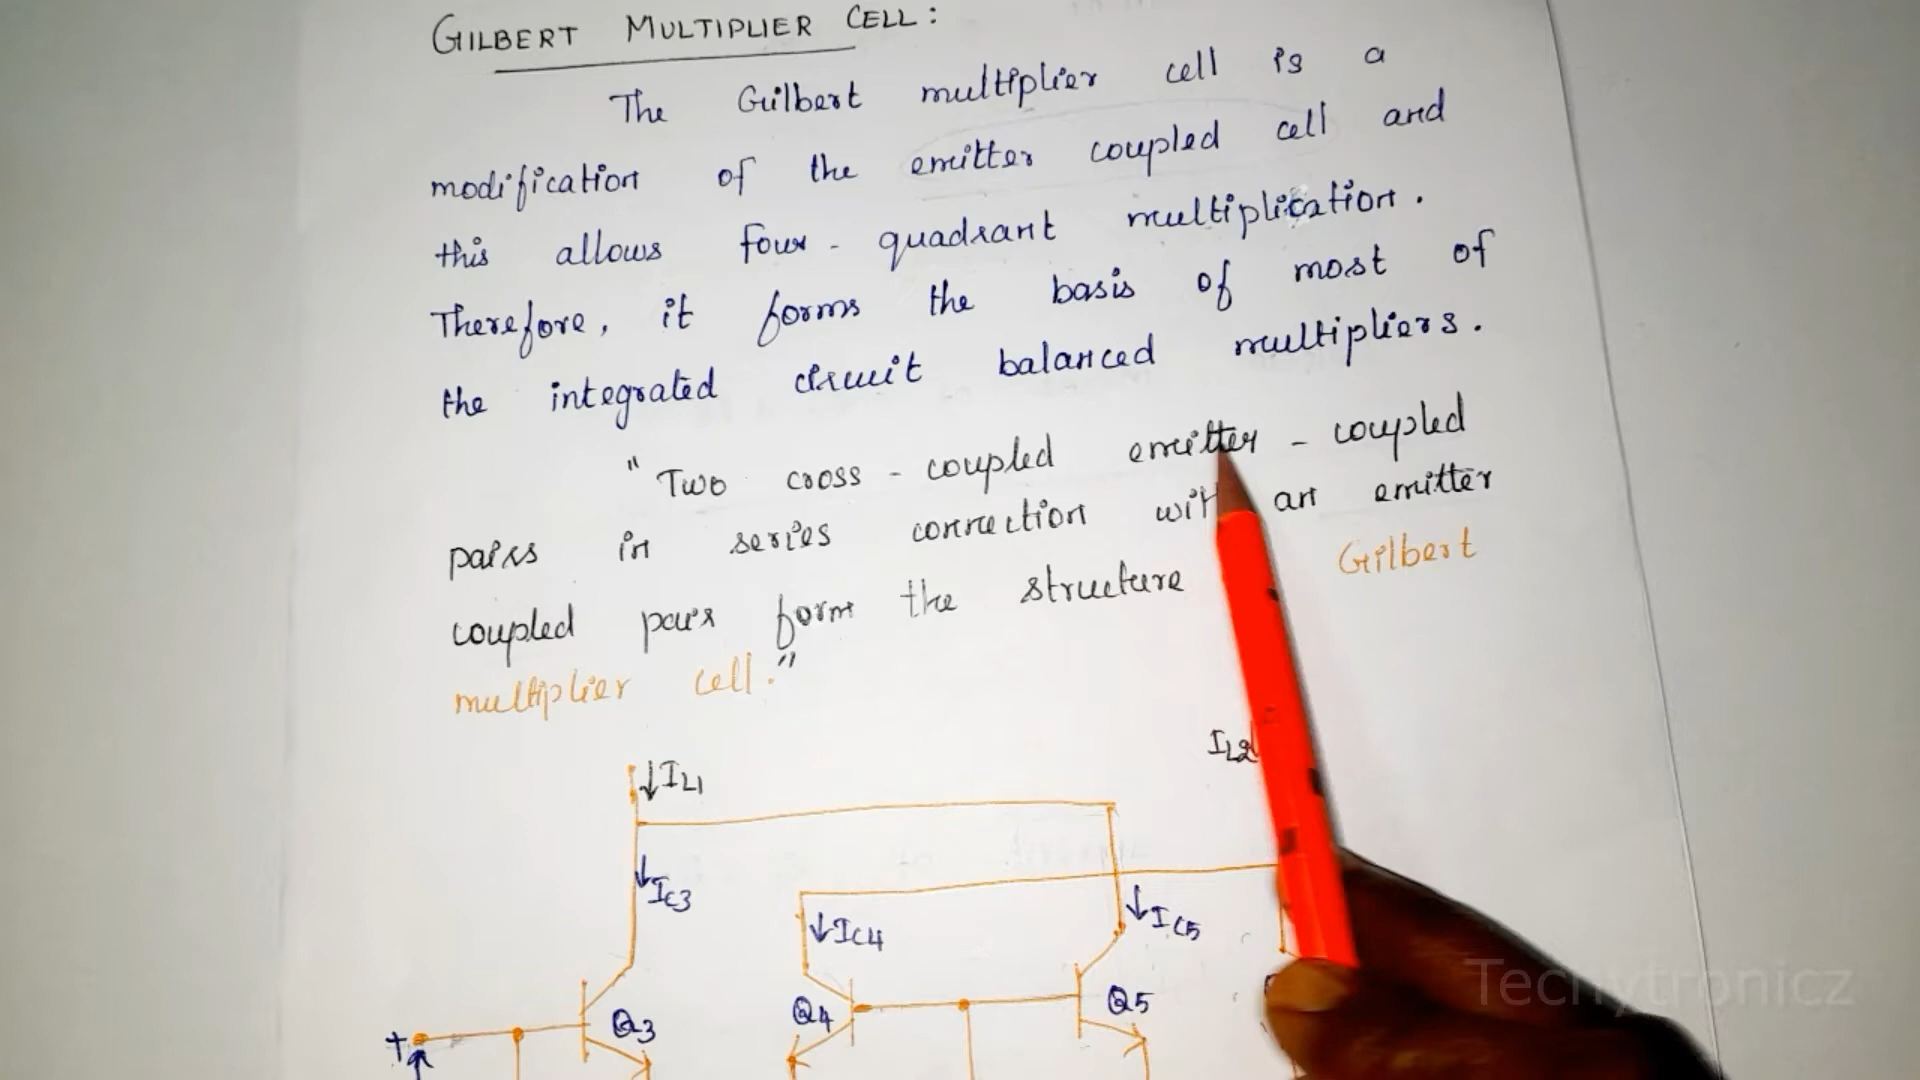 GILBERT MULTIPLIER CELL:
The Gilbert multiplier cell is a
modification of the emitter coupled cell and
this allows four - quadrant multiplication.
Therefore, it forms the basis of most of
the integrated circuit balanced multipliers.
"Two cross - coupled emitter - coupled
pairs in series connection with an emitter
coupled pair form the structure Gilbert
multiplier cell."
IL1
IL2
IC3
IC4
IC5
Q3
Q4
Q5
+
Tecnytronicz